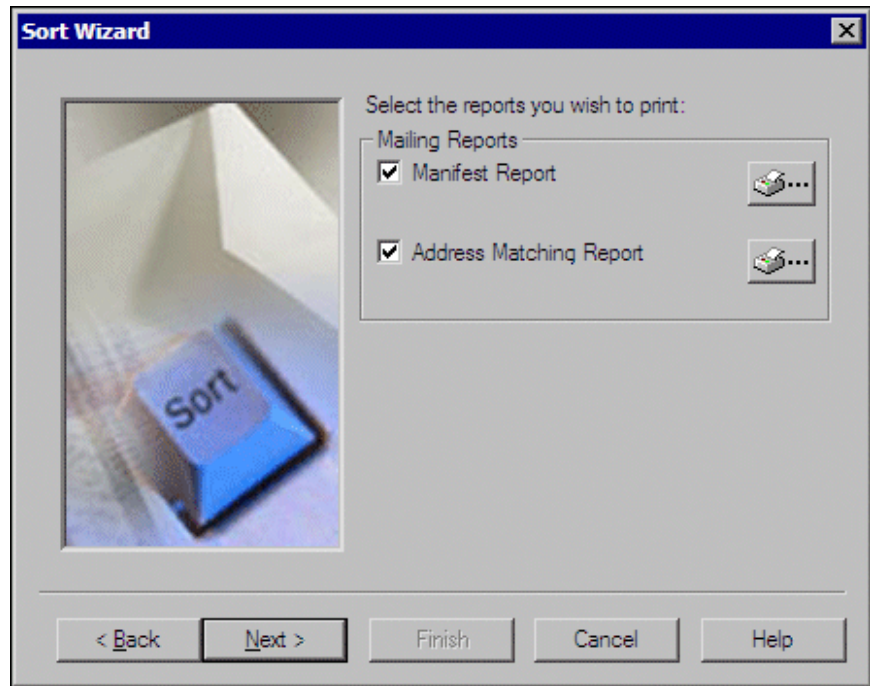 Sort Wizard
Select the reports you wish to print:
Mailing Reports
Manifest Report
...
Address Matching Report
...
Sort
< Back
Next >
Finish
Cancel
Help